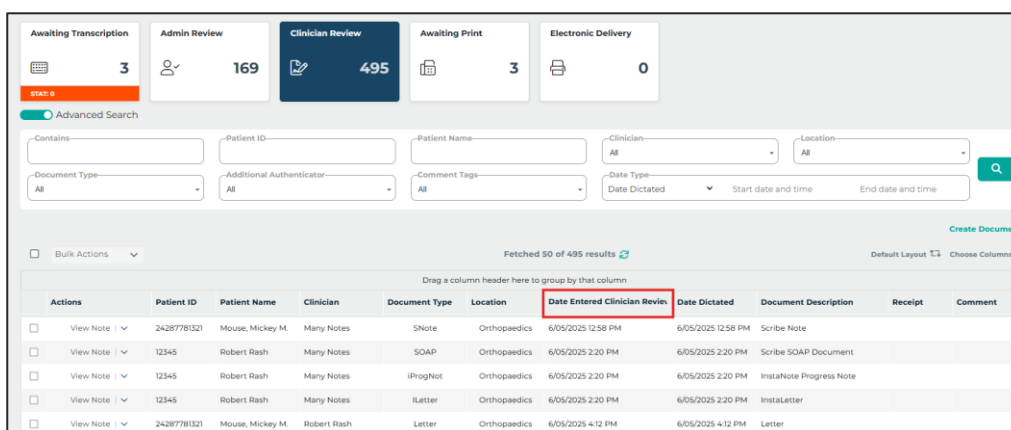 Awaiting Transcription Admin Review Clinician Review Awaiting Print Electronic Delivery
3 169 495 3 0
STAT: 0
Advanced Search
Contains Patient ID Patient Name Clinician Location
All All
Document Type Additional Authenticator Comment Tags Date Type
All All All Date Dictated Start date and time End date and time
Create Docume
Bulk Actions Fetched 50 of 495 results Default Layout Choose Columns
Drag a column header here to group by that column
Actions Patient ID Patient Name Clinician Document Type Location Date Entered Clinician Review Date Dictated Document Description Receipt Comment
View Note | 24287781321 Mouse, Mickey M. Many Notes SNote Orthopaedics 6/05/2025 12:58 PM 6/05/2025 12:58 PM Scribe Note
View Note | 12345 Robert Rash Many Notes SOAP Orthopaedics 6/05/2025 2:20 PM 6/05/2025 2:20 PM Scribe SOAP Document
View Note | 12345 Robert Rash Many Notes iProgNot Orthopaedics 6/05/2025 2:20 PM 6/05/2025 2:20 PM InstaNote Progress Note
View Note | 12345 Robert Rash Many Notes ILetter Orthopaedics 6/05/2025 2:20 PM 6/05/2025 2:20 PM InstaLetter
View Note | 24287781321 Mouse, Mickey M. Robert Rash Letter Orthopaedics 6/05/2025 4:12 PM 6/05/2025 4:12 PM Letter